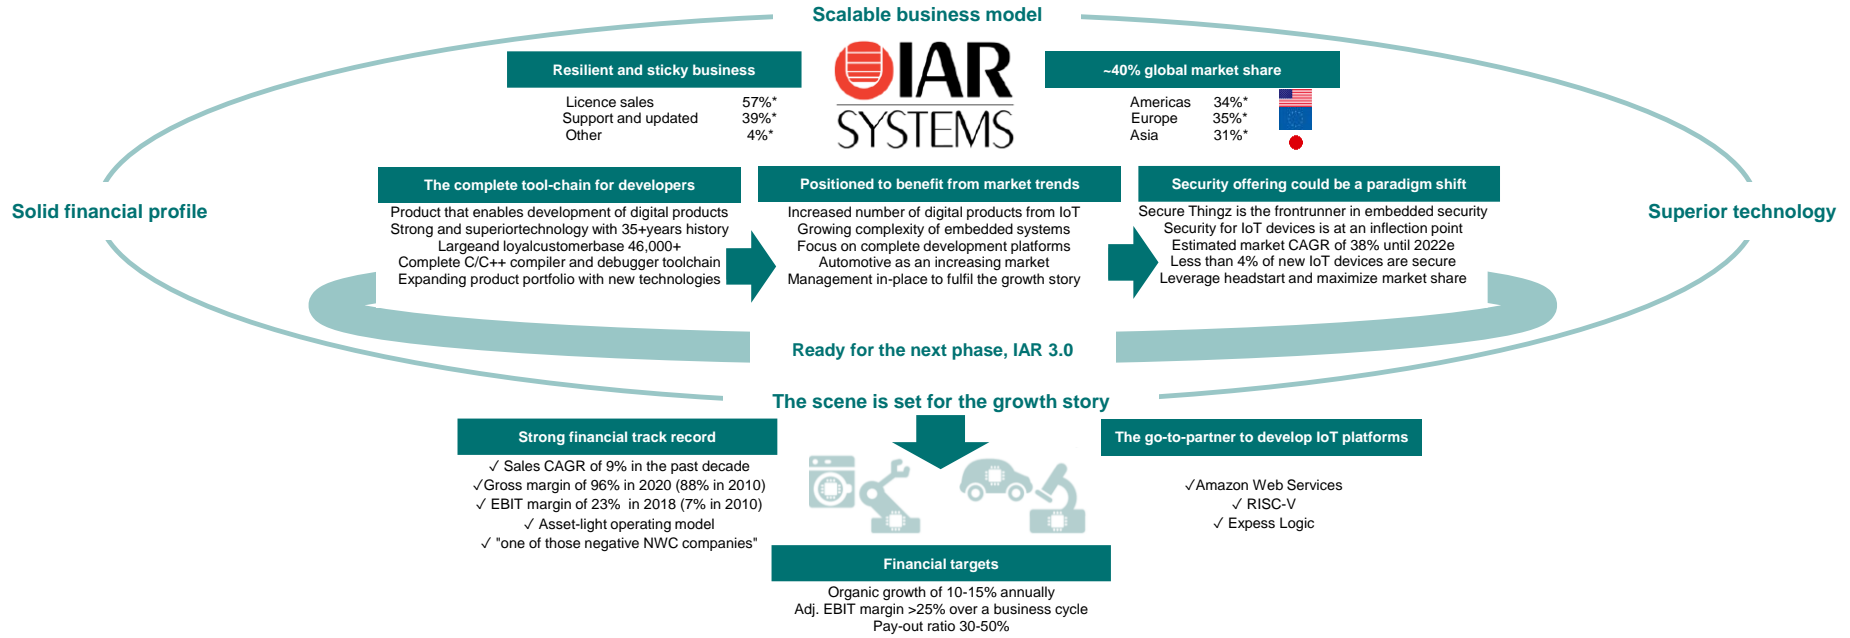 Scalable business model
Resilient and sticky business
Licence sales 57%*
Support and updated 39%*
Other 4%*
IAR
SYSTEMS
~40% global market share
Americas 34%*
Europe 35%*
Asia 31%*
Solid financial profile
Superior technology
The complete tool-chain for developers
Product that enables development of digital products
Strong and superiortechnology with 35+years history
Largeand loyalcustomerbase 46,000+
Complete C/C++ compiler and debugger toolchain
Expanding product portfolio with new technologies
Positioned to benefit from market trends
Increased number of digital products from IoT
Growing complexity of embedded systems
Focus on complete development platforms
Automotive as an increasing market
Management in-place to fulfil the growth story
Security offering could be a paradigm shift
Secure Thingz is the frontrunner in embedded security
Security for IoT devices is at an inflection point
Estimated market CAGR of 38% until 2022e
Less than 4% of new IoT devices are secure
Leverage headstart and maximize market share
Ready for the next phase, IAR 3.0
The scene is set for the growth story
Strong financial track record
✓ Sales CAGR of 9% in the past decade
✓Gross margin of 96% in 2020 (88% in 2010)
✓ EBIT margin of 23% in 2018 (7% in 2010)
✓ Asset-light operating model
✓ "one of those negative NWC companies"
The go-to-partner to develop IoT platforms
✓Amazon Web Services
✓ RISC-V
✓ Expess Logic
Financial targets
Organic growth of 10-15% annually
Adj. EBIT margin >25% over a business cycle
Pay-out ratio 30-50%